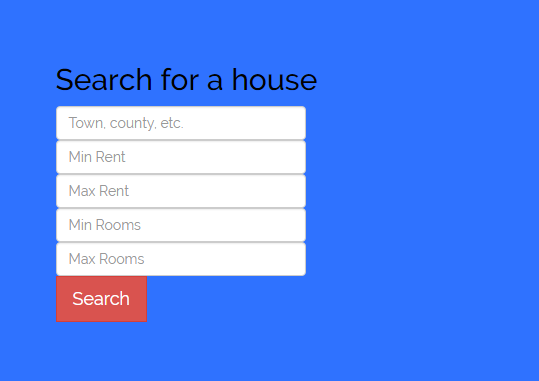 Search for a house
Town, county, etc.
Min Rent
Max Rent
Min Rooms
Max Rooms
Search